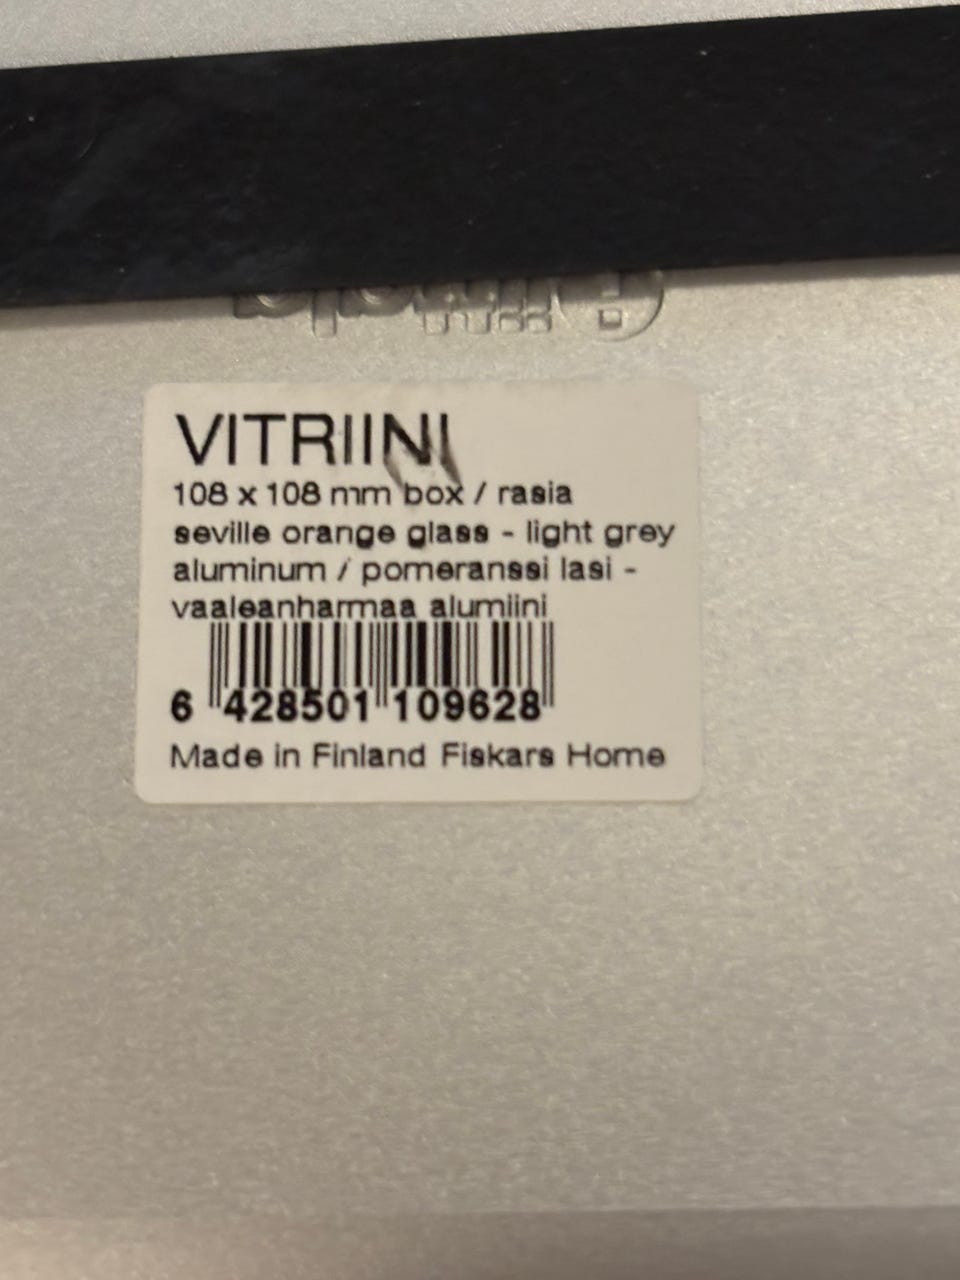 VITRIINI
108 x 108 mm box / rasia
seville orange glass - light grey
aluminum / pomeranssi lasi -
vaaleanharmaa alumiini
6 428501 109628
Made in Finland Fiskars Home